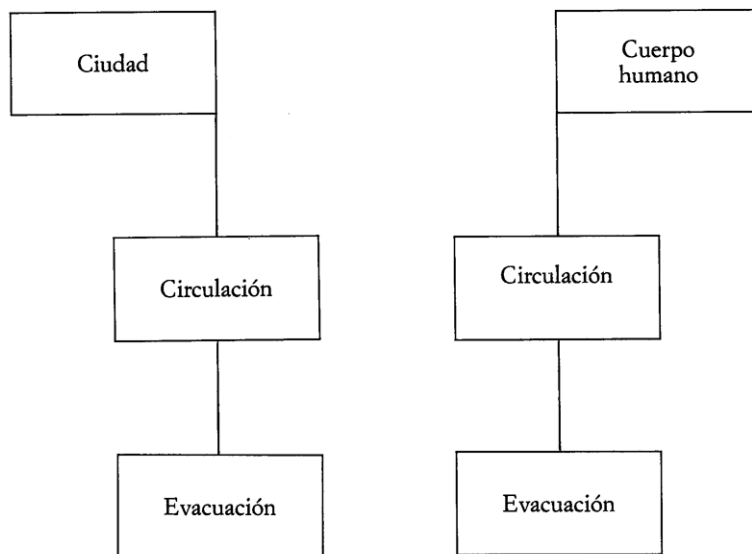 Ciudad
Cuerpo
humano
Circulación
Circulación
Evacuación
Evacuación